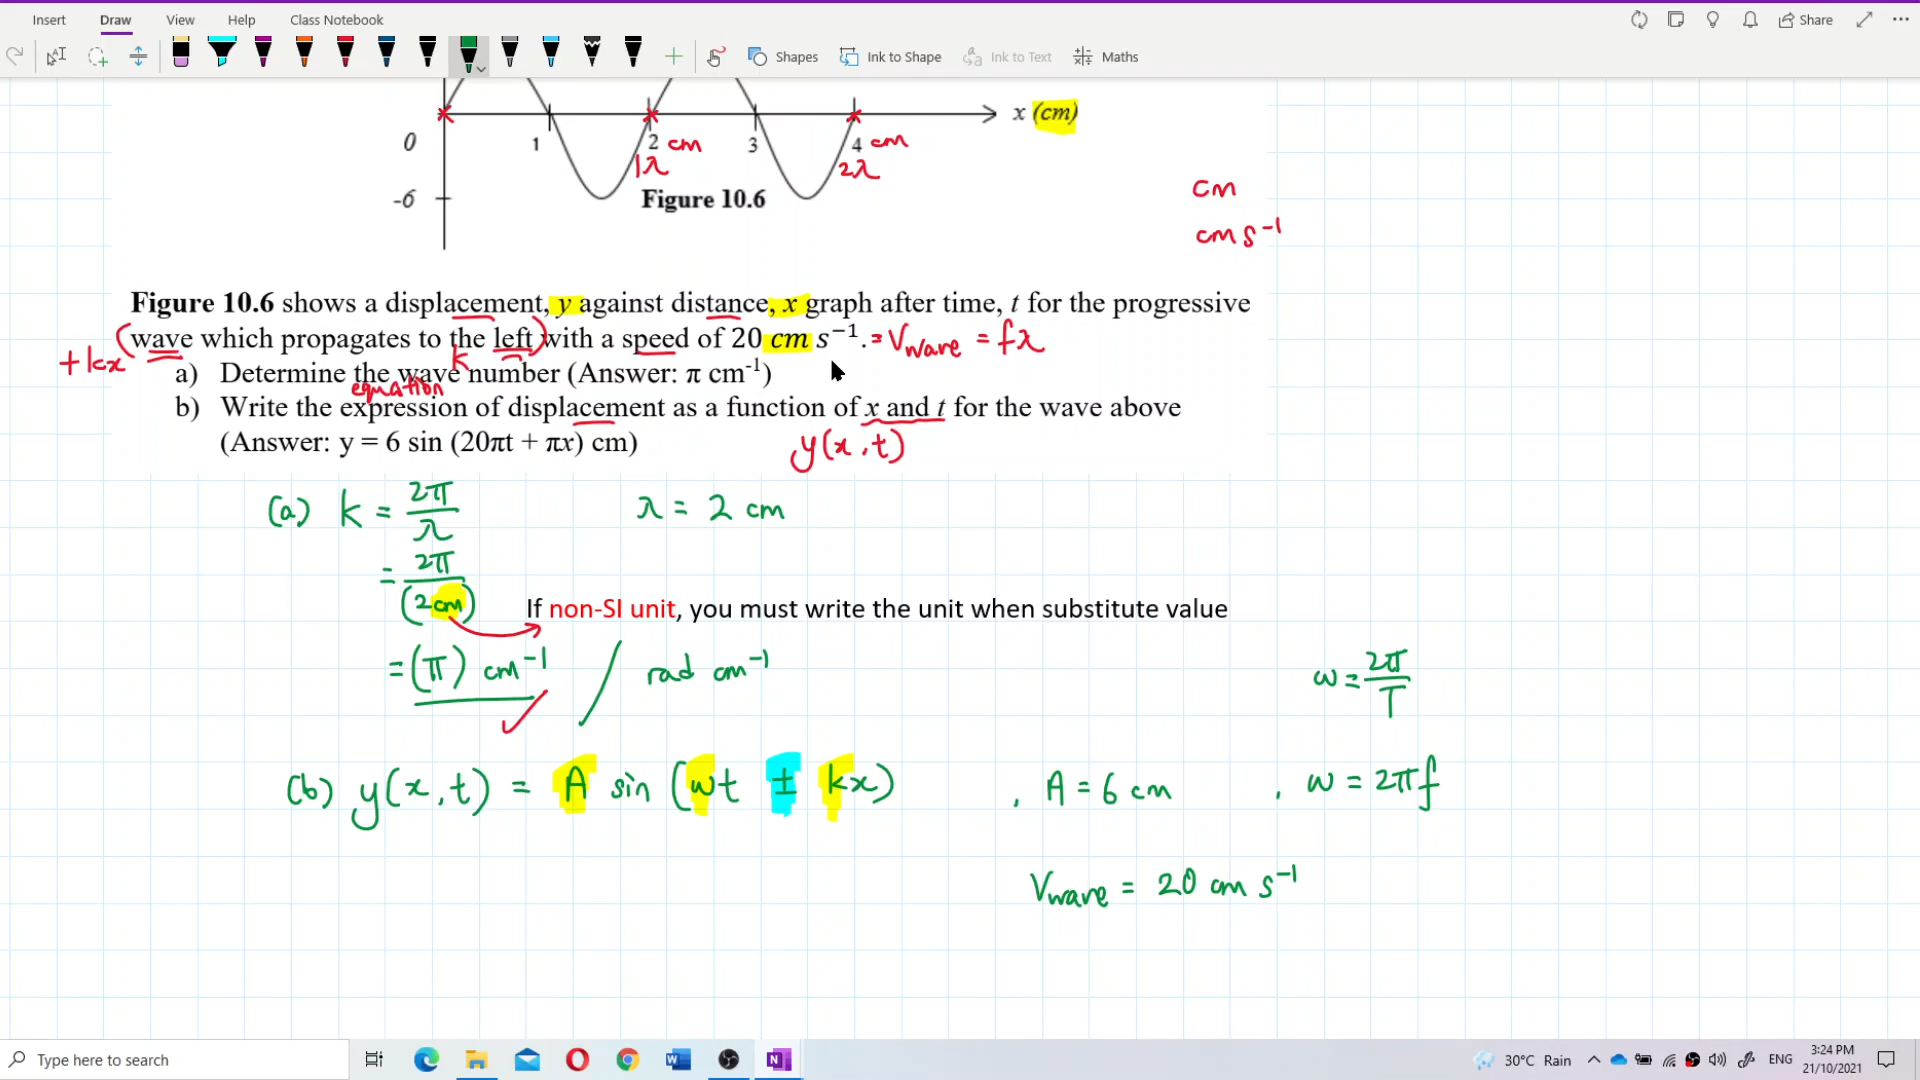 Insert Draw View Help Class Notebook Share
Shapes Ink to Shape Ink to Text Maths
x (cm)
0 1 2 cm 3 4 cm
1λ 2λ
-6 Figure 10.6
cm
cm s⁻¹
Figure 10.6 shows a displacement, y against distance, x graph after time, t for the progressive
wave which propagates to the left with a speed of 20 cm s⁻¹. = Vwave = fλ
+kx
k
a) Determine the wave number (Answer: π cm⁻¹)
equation
b) Write the expression of displacement as a function of x and t for the wave above
(Answer: y = 6 sin (20πt + πx) cm) y(x,t)
(a) k = 2π/λ λ = 2 cm
= 2π/(2cm)
If non-SI unit, you must write the unit when substitute value
= (π) cm⁻¹ / rad cm⁻¹
ω = 2π/T
(b) y(x,t) = A sin (ωt ± kx) , A = 6 cm , ω = 2πf
Vwave = 20 cm s⁻¹
Type here to search 30°C Rain ENG 3:24 PM
21/10/2021